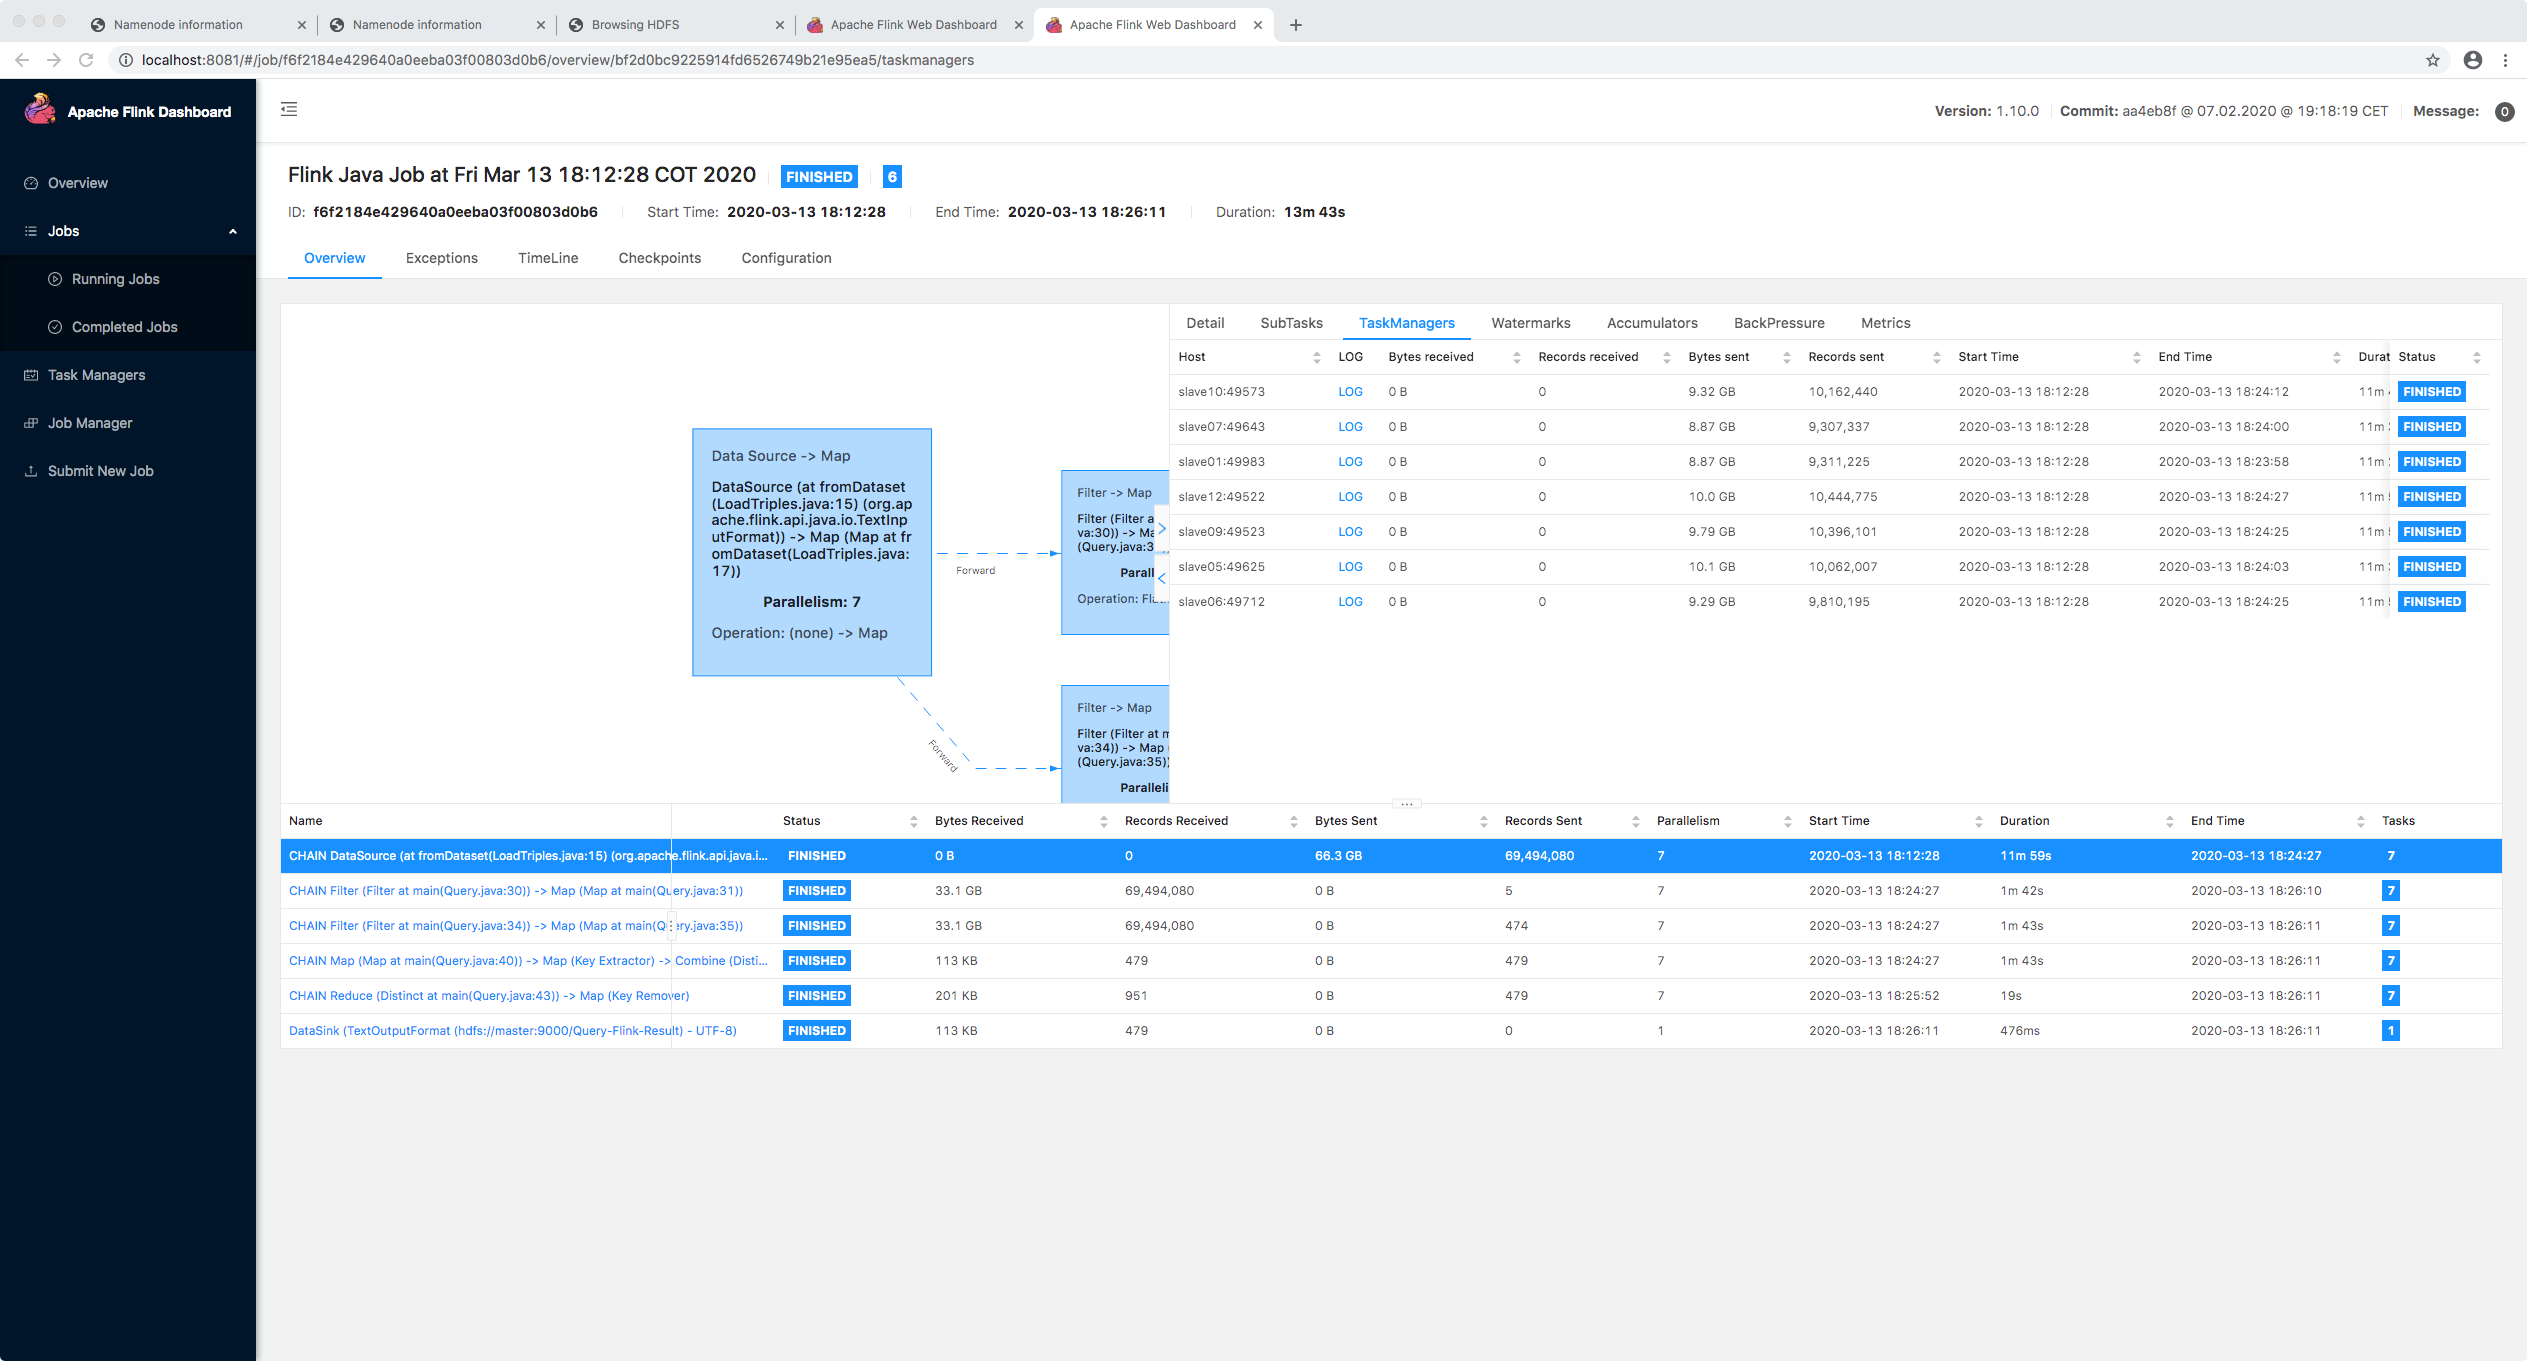 Namenode information
Namenode information
Browsing HDFS
Apache Flink Web Dashboard
Apache Flink Web Dashboard
localhost:8081/#/job/f6f2184e429640a0eeba03f00803d0b6/overview/bf2d0bc9225914fd6526749b21e95ea5/taskmanagers
Apache Flink Dashboard
Version: 1.10.0 Commit: aa4eb8f @ 07.02.2020 @ 19:18:19 CET Message: 0
Overview
Jobs
Running Jobs
Completed Jobs
Task Managers
Job Manager
Submit New Job
Flink Java Job at Fri Mar 13 18:12:28 COT 2020 FINISHED 6
ID: f6f2184e429640a0eeba03f00803d0b6 Start Time: 2020-03-13 18:12:28 End Time: 2020-03-13 18:26:11 Duration: 13m 43s
Overview Exceptions TimeLine Checkpoints Configuration
Data Source -> Map
DataSource (at fromDataset
(LoadTriples.java:15) (org.ap
ache.flink.api.java.io.TextInp
utFormat)) -> Map (Map at fr
omDataset(LoadTriples.java:
17))
Parallelism: 7
Operation: (none) -> Map
Forward
Forward
Filter -> Map
Filter (Filter a
va:30)) -> Ma
(Query.java:3
Parall
Operation: Fla
Filter -> Map
Filter (Filter at m
va:34)) -> Map (
(Query.java:35))
Paralleli
Detail SubTasks TaskManagers Watermarks Accumulators BackPressure Metrics
Host LOG Bytes received Records received Bytes sent Records sent Start Time End Time Durat Status
slave10:49573 LOG 0 B 0 9.32 GB 10,162,440 2020-03-13 18:12:28 2020-03-13 18:24:12 11m FINISHED
slave07:49643 LOG 0 B 0 8.87 GB 9,307,337 2020-03-13 18:12:28 2020-03-13 18:24:00 11m FINISHED
slave01:49983 LOG 0 B 0 8.87 GB 9,311,225 2020-03-13 18:12:28 2020-03-13 18:23:58 11m FINISHED
slave12:49522 LOG 0 B 0 10.0 GB 10,444,775 2020-03-13 18:12:28 2020-03-13 18:24:27 11m FINISHED
slave09:49523 LOG 0 B 0 9.79 GB 10,396,101 2020-03-13 18:12:28 2020-03-13 18:24:25 11m FINISHED
slave05:49625 LOG 0 B 0 10.1 GB 10,062,007 2020-03-13 18:12:28 2020-03-13 18:24:03 11m FINISHED
slave06:49712 LOG 0 B 0 9.29 GB 9,810,195 2020-03-13 18:12:28 2020-03-13 18:24:25 11m FINISHED
Name Status Bytes Received Records Received Bytes Sent Records Sent Parallelism Start Time Duration End Time Tasks
CHAIN DataSource (at fromDataset(LoadTriples.java:15) (org.apache.flink.api.java.i... FINISHED 0 B 0 66.3 GB 69,494,080 7 2020-03-13 18:12:28 11m 59s 2020-03-13 18:24:27 7
CHAIN Filter (Filter at main(Query.java:30)) -> Map (Map at main(Query.java:31)) FINISHED 33.1 GB 69,494,080 0 B 5 7 2020-03-13 18:24:27 1m 42s 2020-03-13 18:26:10 7
CHAIN Filter (Filter at main(Query.java:34)) -> Map (Map at main(Query.java:35)) FINISHED 33.1 GB 69,494,080 0 B 474 7 2020-03-13 18:24:27 1m 43s 2020-03-13 18:26:11 7
CHAIN Map (Map at main(Query.java:40)) -> Map (Key Extractor) -> Combine (Disti... FINISHED 113 KB 479 0 B 479 7 2020-03-13 18:24:27 1m 43s 2020-03-13 18:26:11 7
CHAIN Reduce (Distinct at main(Query.java:43)) -> Map (Key Remover) FINISHED 201 KB 951 0 B 479 7 2020-03-13 18:25:52 19s 2020-03-13 18:26:11 7
DataSink (TextOutputFormat (hdfs://master:9000/Query-Flink-Result) - UTF-8) FINISHED 113 KB 479 0 B 0 1 2020-03-13 18:26:11 476ms 2020-03-13 18:26:11 1